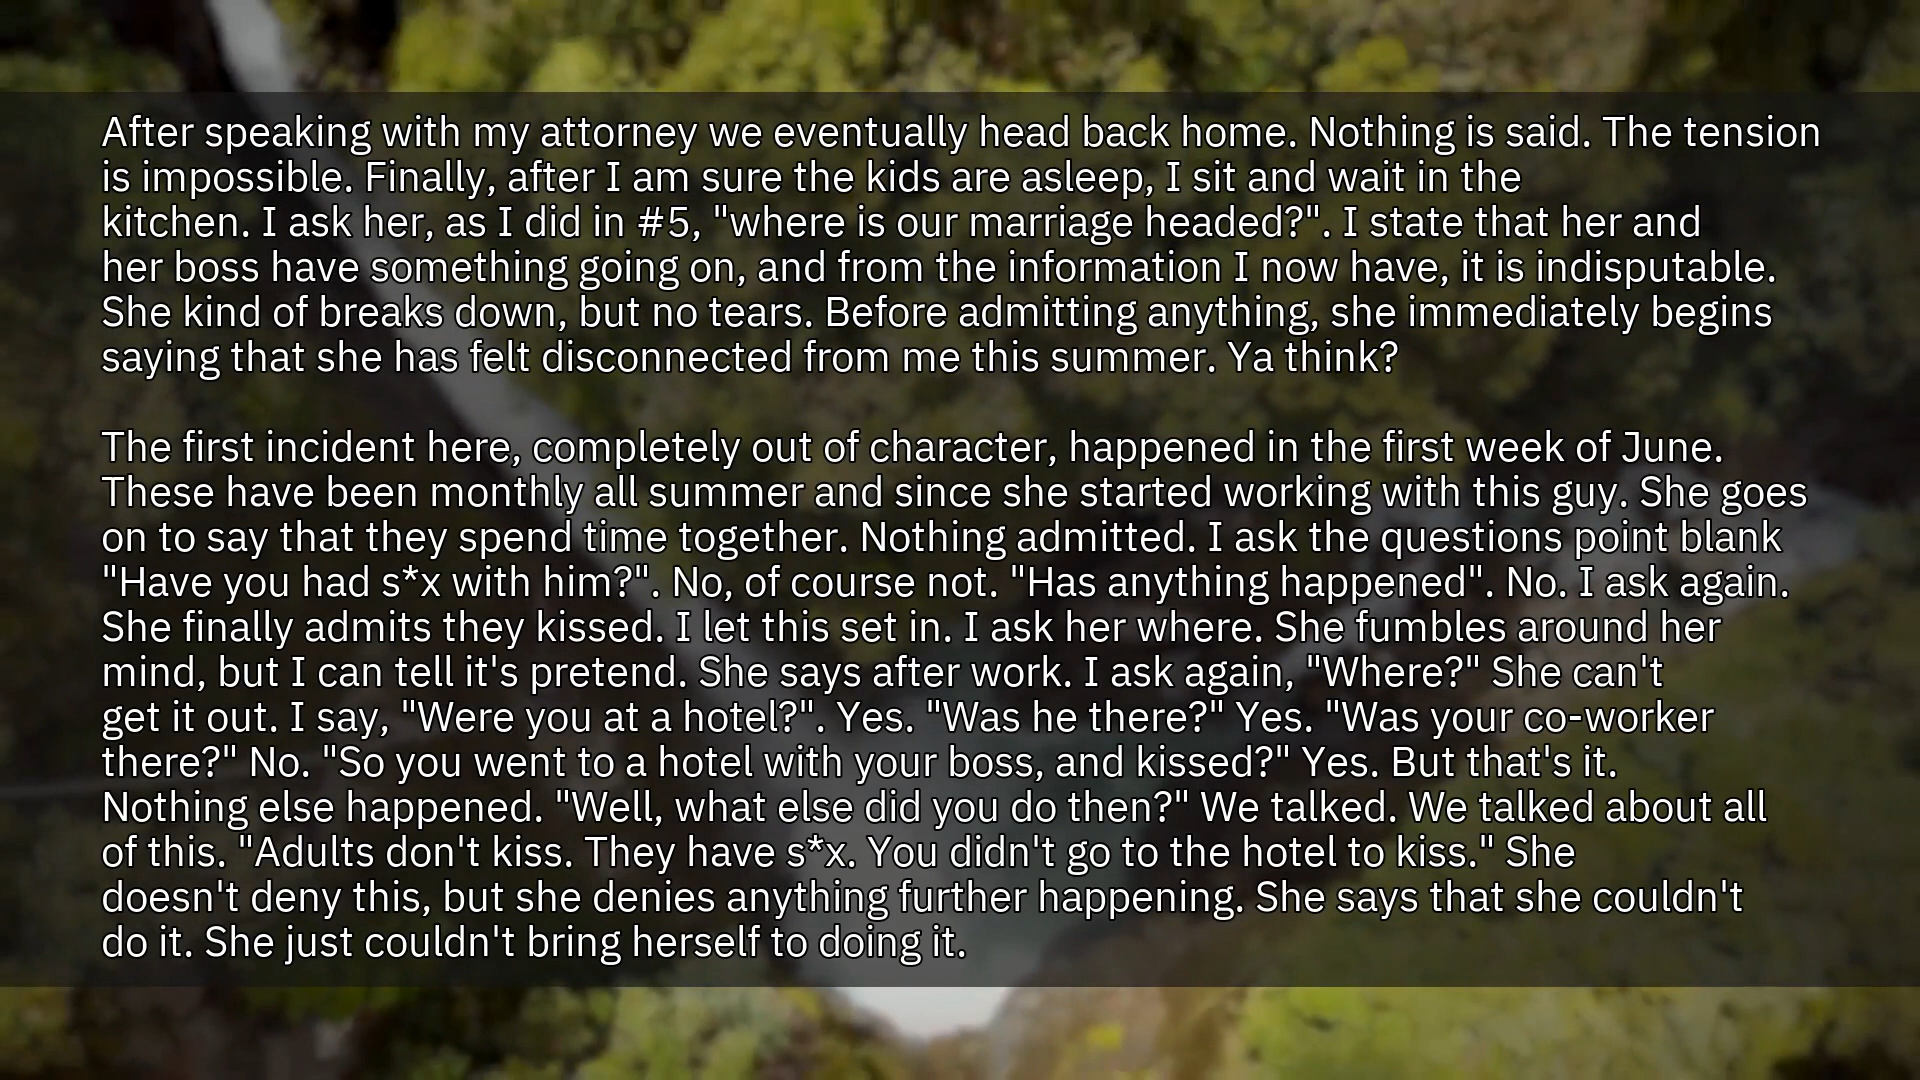 After speaking with my attorney we eventually head back home. Nothing is said. The tension
is impossible. Finally, after I am sure the kids are asleep, I sit and wait in the
kitchen. I ask her, as I did in #5, "where is our marriage headed?". I state that her and
her boss have something going on, and from the information I now have, it is indisputable.
She kind of breaks down, but no tears. Before admitting anything, she immediately begins
saying that she has felt disconnected from me this summer. Ya think?
The first incident here, completely out of character, happened in the first week of June.
These have been monthly all summer and since she started working with this guy. She goes
on to say that they spend time together. Nothing admitted. I ask the questions point blank
"Have you had s*x with him?". No, of course not. "Has anything happened". No. I ask again.
She finally admits they kissed. I let this set in. I ask her where. She fumbles around her
mind, but I can tell it's pretend. She says after work. I ask again, "Where?" She can't
get it out. I say, "Were you at a hotel?". Yes. "Was he there?" Yes. "Was your co-worker
there?" No. "So you went to a hotel with your boss, and kissed?" Yes. But that's it.
Nothing else happened. "Well, what else did you do then?" We talked. We talked about all
of this. "Adults don't kiss. They have s*x. You didn't go to the hotel to kiss." She
doesn't deny this, but she denies anything further happening. She says that she couldn't
do it. She just couldn't bring herself to doing it.